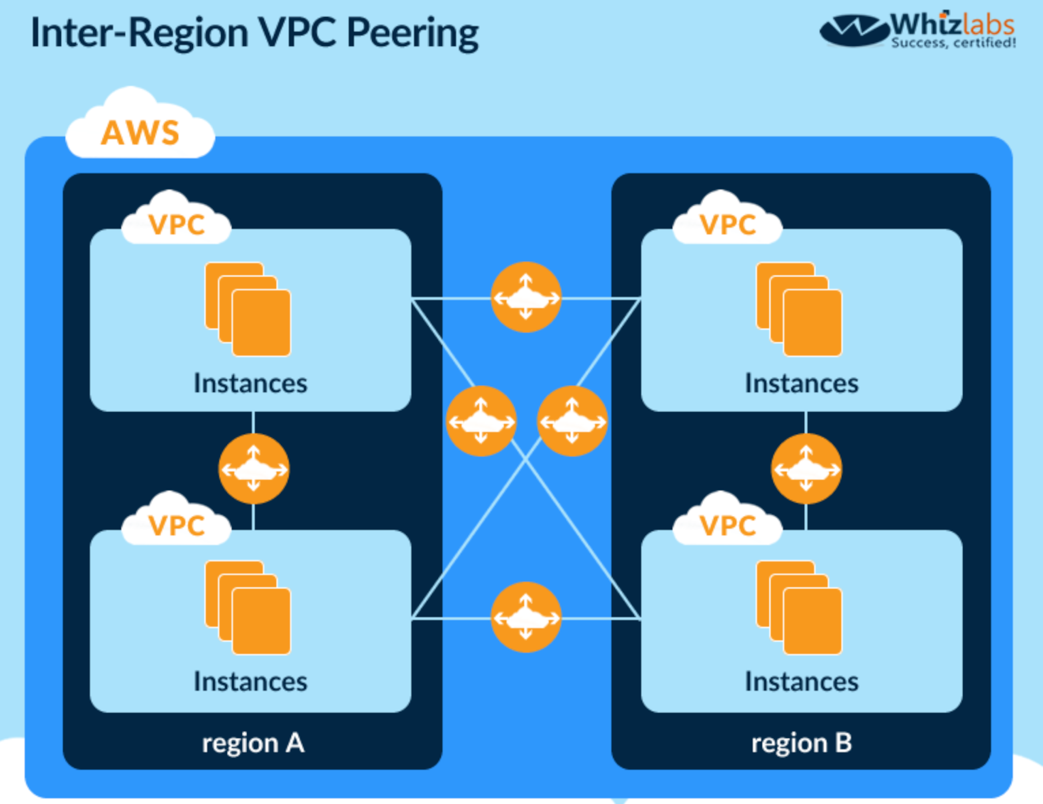 Inter-Region VPC Peering
Whizlabs
Success, certified!
AWS
VPC
Instances
VPC
Instances
region A
VPC
Instances
VPC
Instances
region B